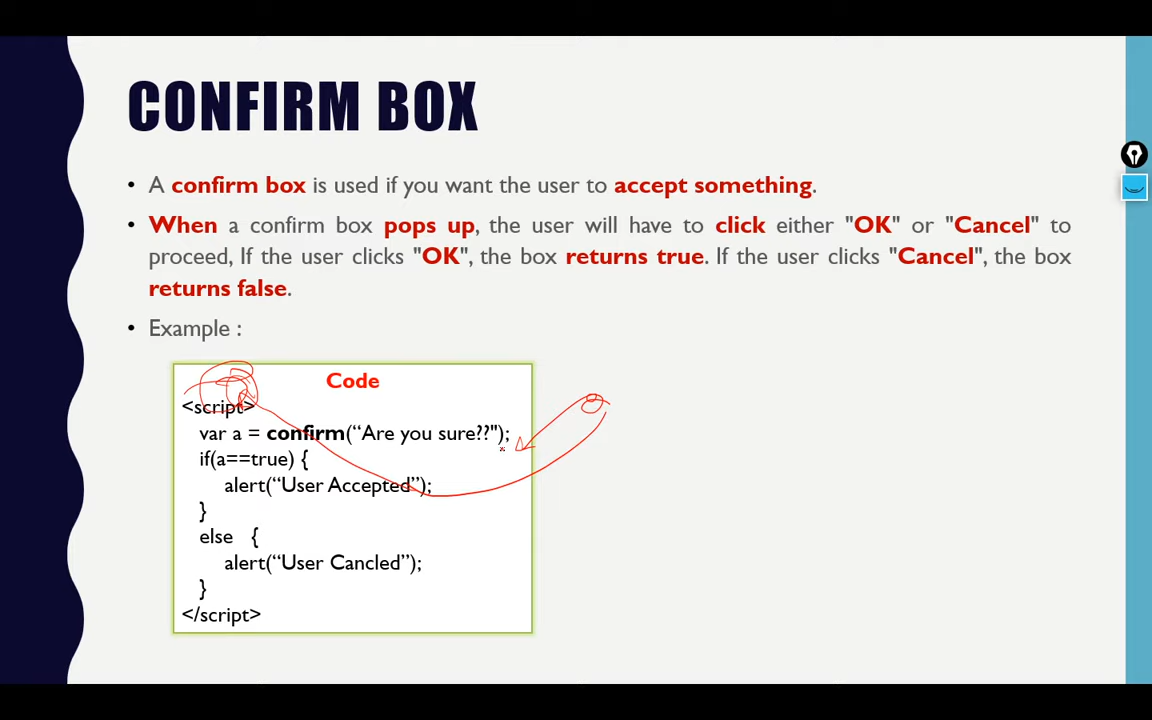 CONFIRM BOX
• A confirm box is used if you want the user to accept something.
• When a confirm box pops up, the user will have to click either "OK" or "Cancel" to
proceed, If the user clicks "OK", the box returns true. If the user clicks "Cancel", the box
returns false.
• Example :
Code
<script>
var a = confirm(“Are you sure??");
if(a==true) {
alert(“User Accepted”);
}
else {
alert(“User Cancled”);
}
</script>